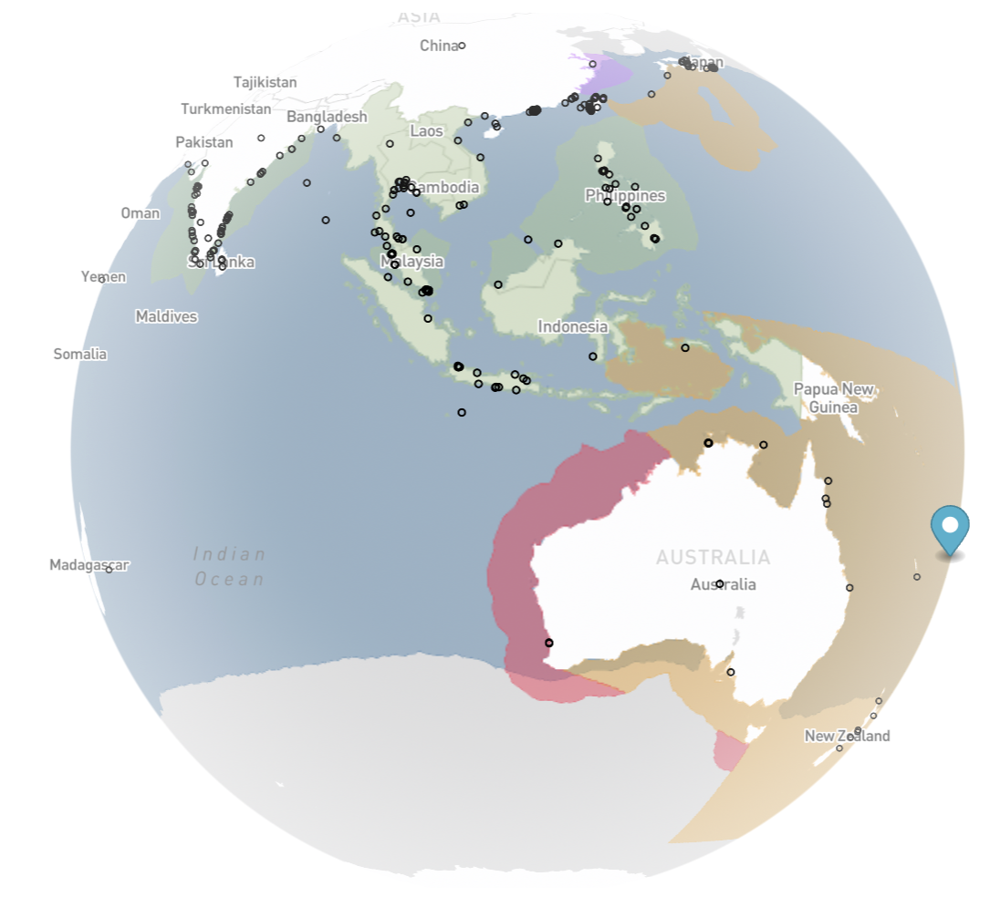 ASIA
China
Japan
Tajikistan
Turkmenistan
Bangladesh
Laos
Pakistan
Cambodia
Philippines
Oman
Sri Lanka
Malaysia
Yemen
Maldives
Indonesia
Somalia
Papua New
Guinea
Indian
Ocean
Madagascar
AUSTRALIA
Australia
New Zealand